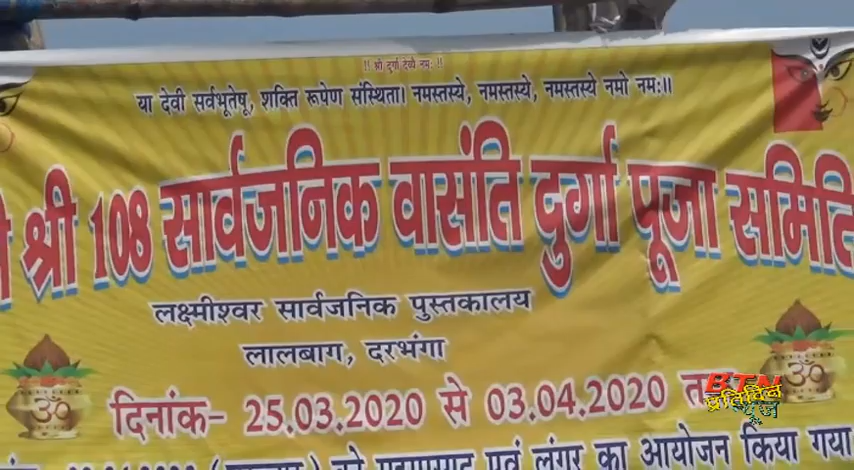 !! श्री दुर्गा देव्यै नमः !!
या देवी सर्वभूतेषू, शक्ति रूपेण संस्थिता। नमस्तस्ये, नमस्तस्ये, नमस्तस्ये नमो नमः॥
श्री 108 सार्वजनिक वासंति दुर्गा पूजा समिति
लक्ष्मीश्वर सार्वजनिक पुस्तकालय
लालबाग, दरभंगा
दिनांक- 25.03.2020 से 03.04.2020
BTN
न्यूज
को महाप्रसाद एवं लंगर का आयोजन किया गया